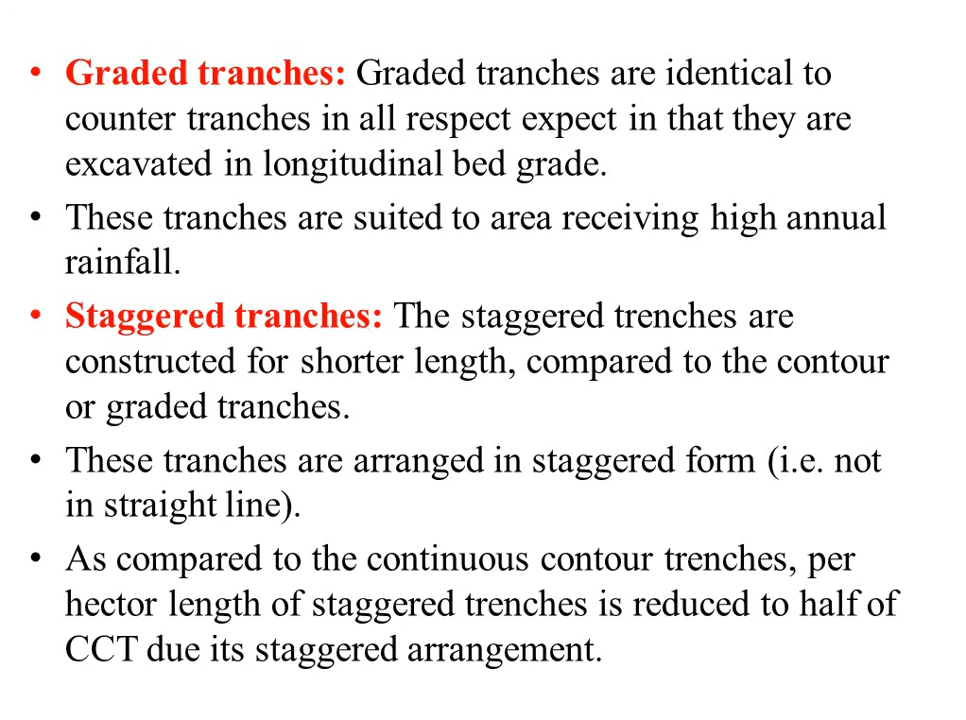 • Graded tranches: Graded tranches are identical to
counter tranches in all respect expect in that they are
excavated in longitudinal bed grade.
• These tranches are suited to area receiving high annual
rainfall.
• Staggered tranches: The staggered trenches are
constructed for shorter length, compared to the contour
or graded tranches.
• These tranches are arranged in staggered form (i.e. not
in straight line).
• As compared to the continuous contour trenches, per
hector length of staggered trenches is reduced to half of
CCT due its staggered arrangement.